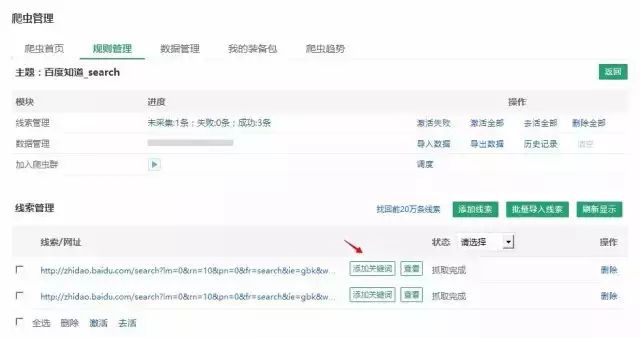 爬虫管理
爬虫首页 规则管理 数据管理 我的装备包 爬虫趋势
主题：百度知道_search 返回
模块 进度 操作
线索管理 未采集:1条；失败:0条；成功:3条 激活失败 激活全部 去活全部 删除全部
数据管理 导入数据 导出数据 历史记录 清空
加入爬虫群 调度
线索管理 找回前20万条线索 添加线索 批量导入线索 刷新显示
线索/网址 状态 请选择 操作
http://zhidao.baidu.com/search?lm=0&rn=10&pn=0&fr=search&ie=gbk&w... 添加关键词 查看 抓取完成 删除
http://zhidao.baidu.com/search?lm=0&rn=10&pn=0&fr=search&ie=gbk&w... 添加关键词 查看 抓取完成 删除
全选 删除 激活 去活